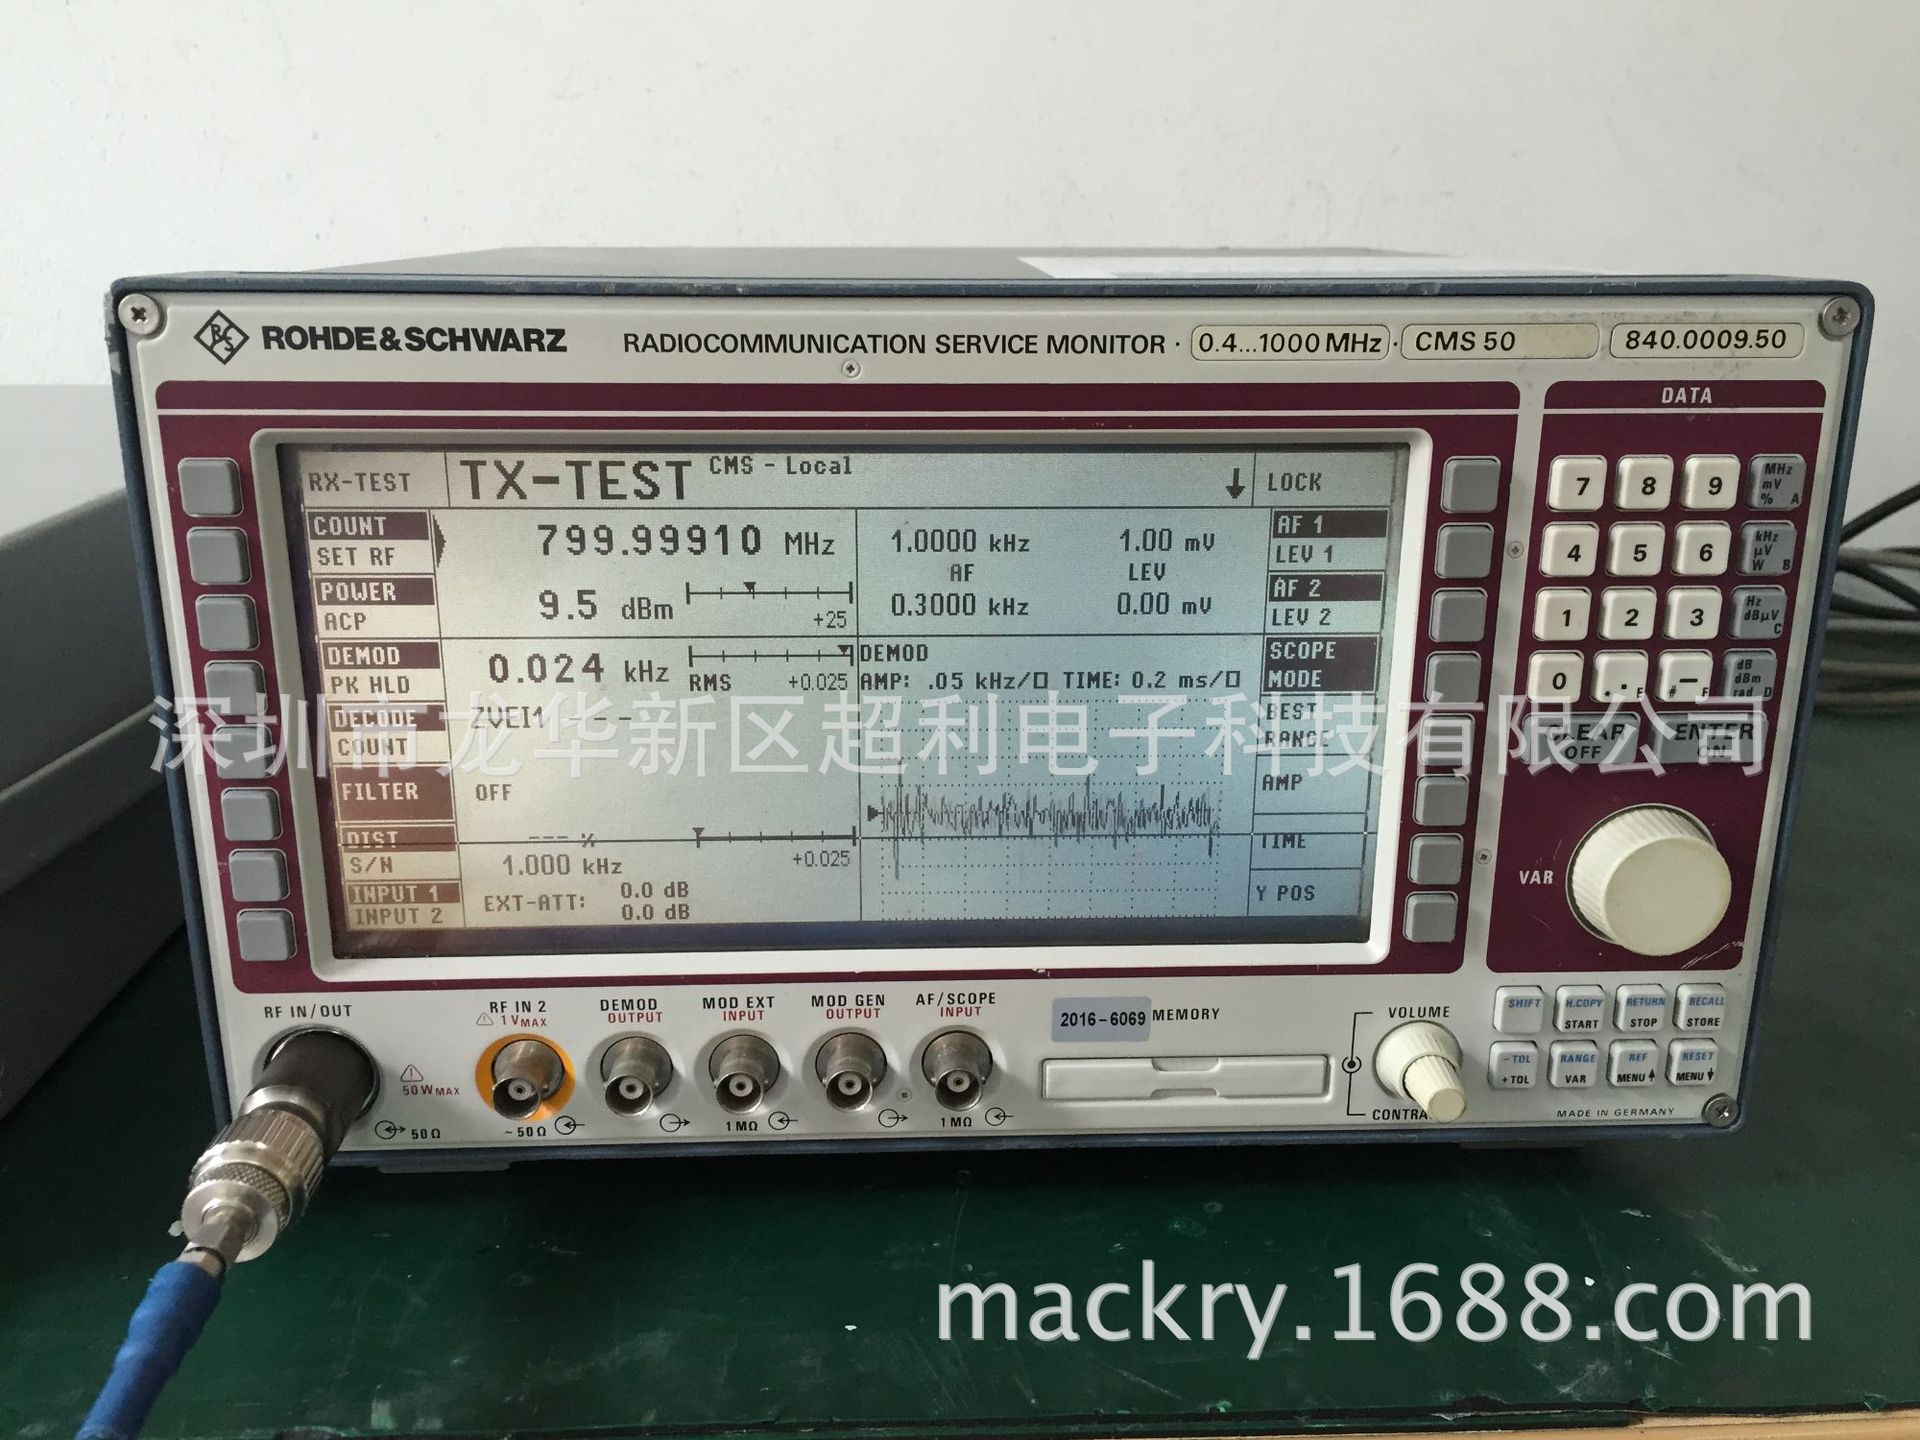 ROHDE&SCHWARZ RADIOCOMMUNICATION SERVICE MONITOR · 0.4...1000 MHz · CMS 50 840.0009.50
DATA
RX-TEST TX-TEST CMS - Local LOCK
COUNT 799.99910 MHz 1.0000 kHz 1.00 mV AF 1
SET RF AF LEV LEV 1
POWER 9.5 dBm 0.3000 kHz 0.00 mV AF 2
ACP +25 LEV 2
DEMOD 0.024 kHz DEMOD SCOPE
PK HLD RMS +0.025 AMP: .05 kHz/ TIME: 0.2 ms/ MODE
DECODE ZVEI1 - - - BEST
COUNT RANGE
FILTER OFF AMP
DIST --- % TIME
S/N 1.000 kHz +0.025
INPUT 1 EXT-ATT: 0.0 dB Y POS
INPUT 2 0.0 dB
7 8 9 MHz mV % A
4 5 6 kHz µV W B
1 2 3 Hz dBµV C
0 * . E # – F dB dBm rad D
CLEAR OFF ENTER ON
VAR
深圳市龙华新区超利电子科技有限公司
RF IN/OUT
50 W MAX
50 Ω
RF IN 2
1 V MAX
~ 50 Ω
DEMOD
OUTPUT
MOD EXT
INPUT
1 MΩ
MOD GEN
OUTPUT
AF/SCOPE
INPUT
1 MΩ
2016-6069 MEMORY
VOLUME
CONTRA
SHIFT H.COPY RETURN RECALL
START STOP STORE
- TOL RANGE REF RESET
+ TOL VAR MENU MENU
MADE IN GERMANY
mackry.1688.com